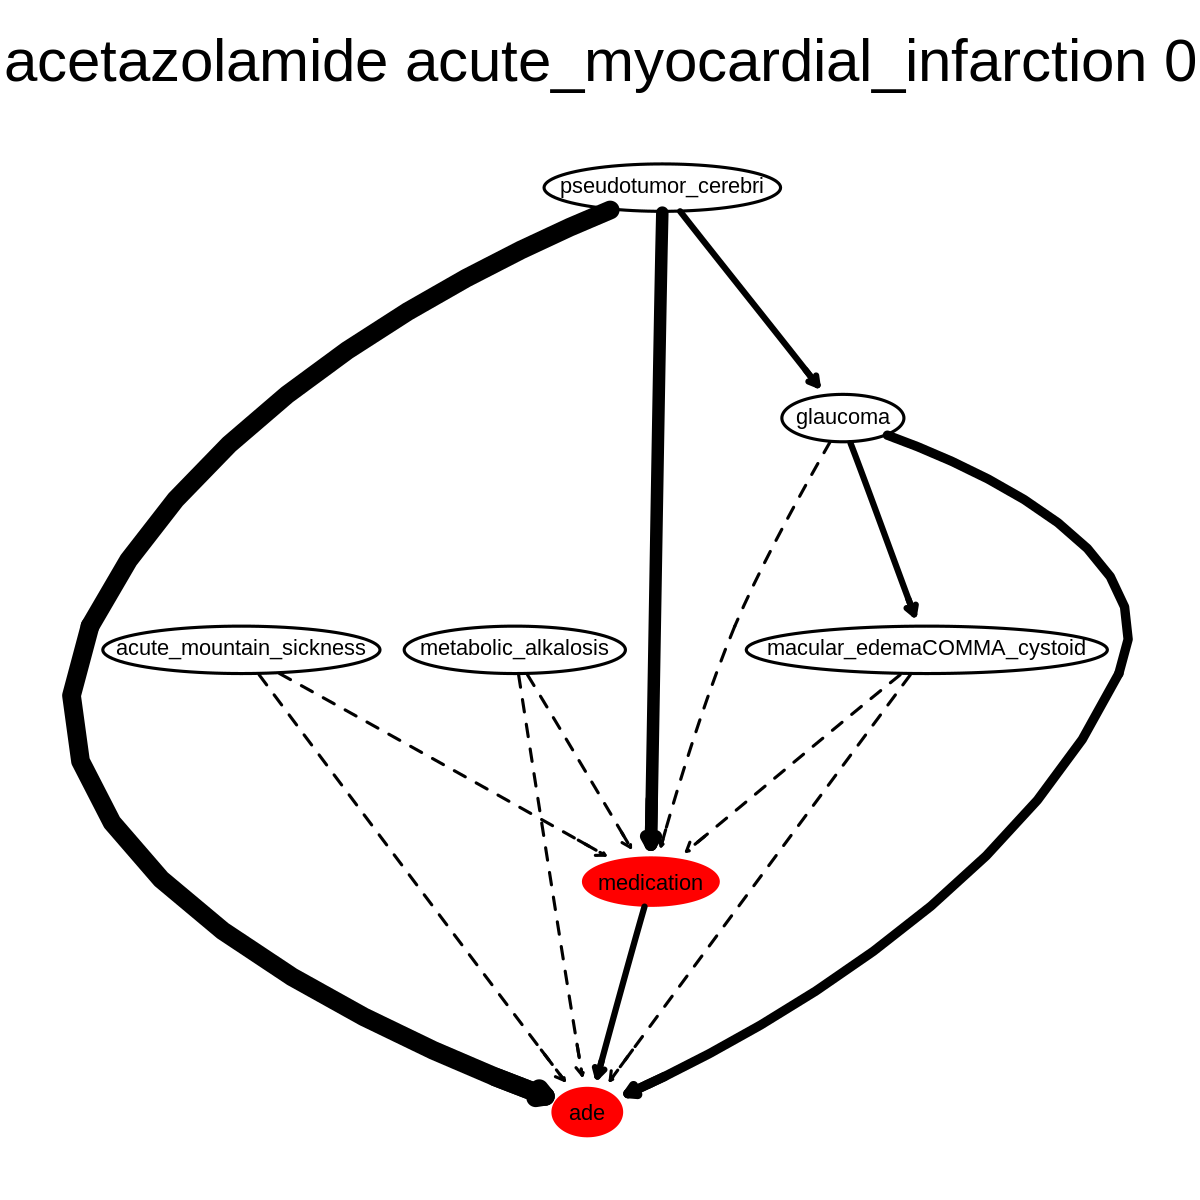 acetazolamide acute_myocardial_infarction 0
pseudotumor_cerebri
glaucoma
acute_mountain_sickness
metabolic_alkalosis
macular_edemaCOMMA_cystoid
medication
ade